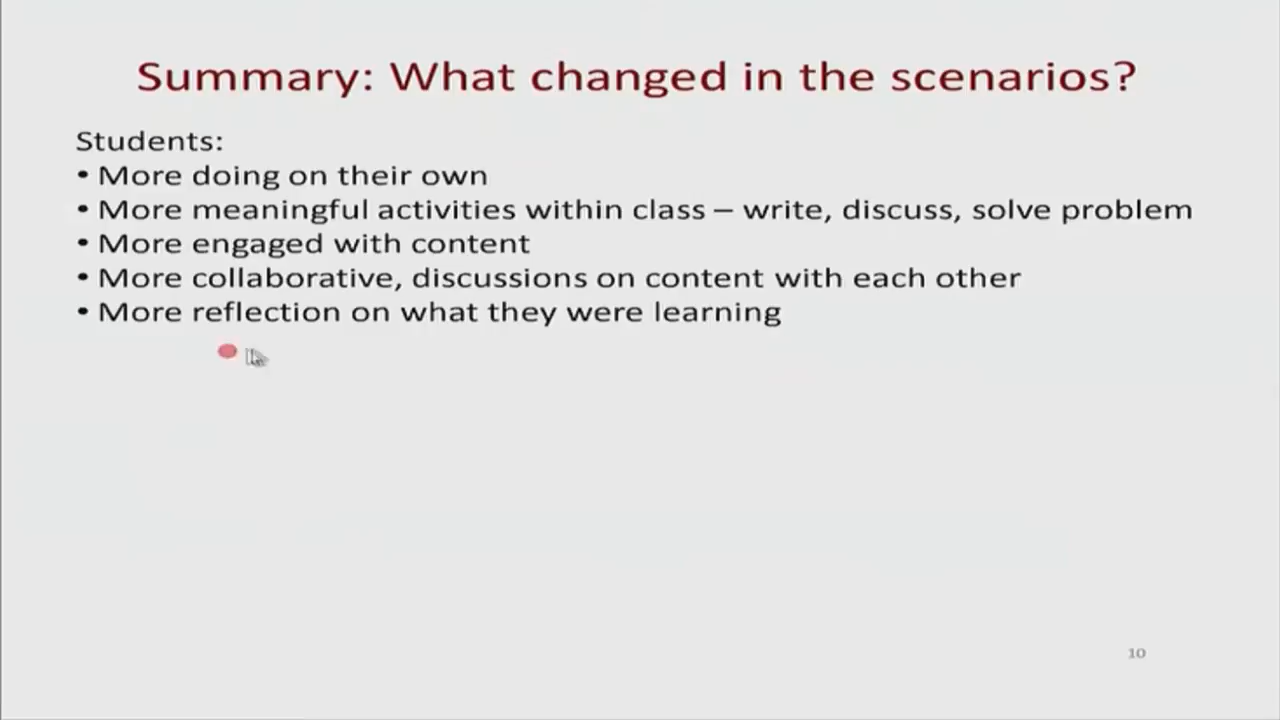 Summary: What changed in the scenarios?
Students:
• More doing on their own
• More meaningful activities within class – write, discuss, solve problem
• More engaged with content
• More collaborative, discussions on content with each other
• More reflection on what they were learning
10